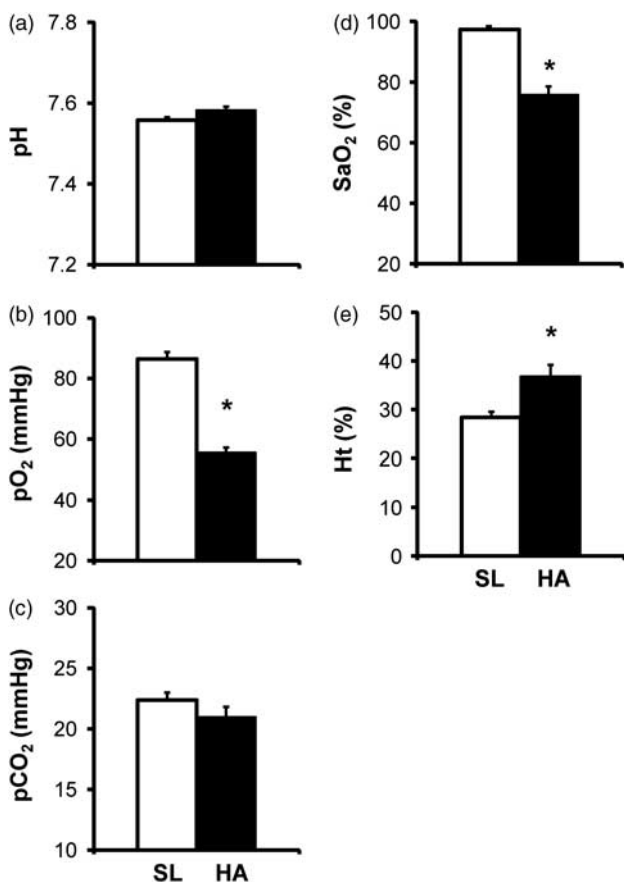 (a)
7.8
7.6
7.4
7.2
pH
(b)
100
80
60
40
20
pO₂ (mmHg)
*
(c)
30
25
20
15
10
pCO₂ (mmHg)
SL HA
(d)
100
80
60
40
20
SaO₂ (%)
*
(e)
50
40
30
20
10
0
Ht (%)
*
SL HA